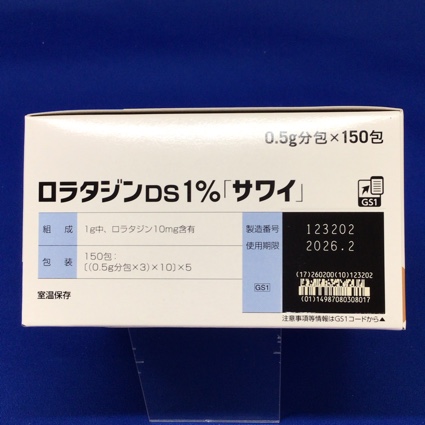 0.5g分包×150包
ロラタジンDS1%「サワイ」
GS1
組成 1g中、ロラタジン10mg含有
製造番号 123202
使用期限 2026.2
包装 150包:
[{(0.5g分包×3)×10}×5
室温保存
GS1
(17)260200(10)123202
(01)14987080308017
注意事項等情報はGS1コードから▲